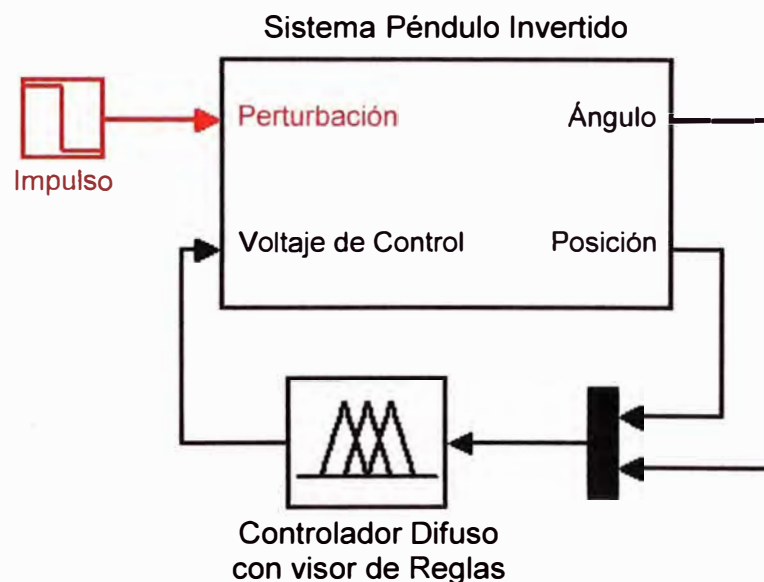 Sistema Péndulo Invertido
Perturbación
Ángulo
Impulso
Voltaje de Control
Posición
Controlador Difuso
con visor de Reglas